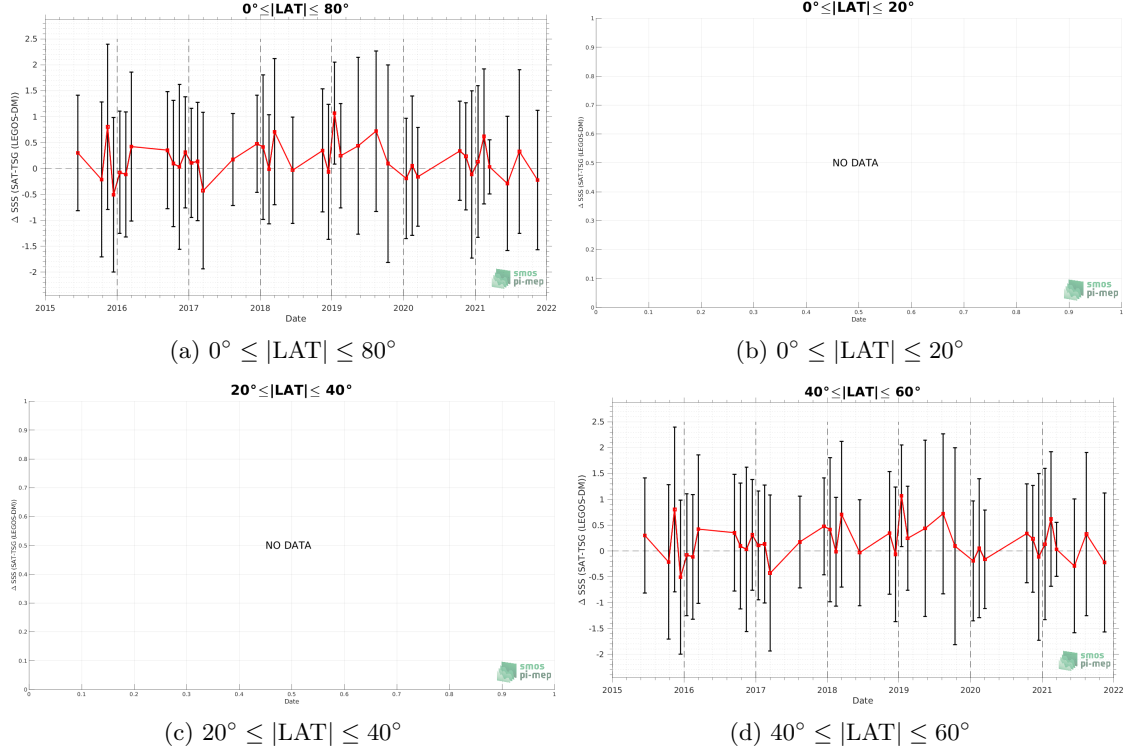 0°≤|LAT|≤ 80°
Δ SSS (SAT-TSG (LEGOS-DM))
2.5
2
1.5
1
0.5
0
-0.5
-1
-1.5
-2
smos
pi-mep
2015 2016 2017 2018 2019 2020 2021 2022
Date
(a) 0° ≤ |LAT| ≤ 80°
0°≤|LAT|≤ 20°
Δ SSS (SAT-TSG (LEGOS-DM))
1
0.9
0.8
0.7
0.6
0.5
0.4
0.3
0.2
0.1
0
NO DATA
smos
pi-mep
0 0.1 0.2 0.3 0.4 0.5 0.6 0.7 0.8 0.9 1
Date
(b) 0° ≤ |LAT| ≤ 20°
20°≤|LAT|≤ 40°
Δ SSS (SAT-TSG (LEGOS-DM))
1
0.9
0.8
0.7
0.6
0.5
0.4
0.3
0.2
0.1
0
NO DATA
smos
pi-mep
0 0.1 0.2 0.3 0.4 0.5 0.6 0.7 0.8 0.9 1
Date
(c) 20° ≤ |LAT| ≤ 40°
40°≤|LAT|≤ 60°
Δ SSS (SAT-TSG (LEGOS-DM))
2.5
2
1.5
1
0.5
0
-0.5
-1
-1.5
-2
smos
pi-mep
2015 2016 2017 2018 2019 2020 2021 2022
Date
(d) 40° ≤ |LAT| ≤ 60°